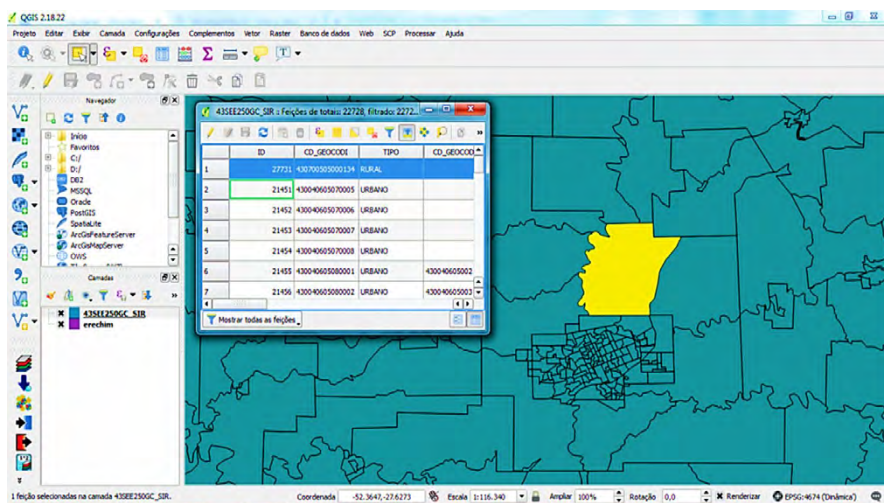 QGIS 2.18.22
Projeto Editar Exibir Camada Configurações Complementos Vetor Raster Banco de dados Web SCP Processar Ajuda
Navegador
Início
Favoritos
C:/
D:/
DB2
MSSQL
Oracle
PostGIS
SpatiaLite
ArcGisFeatureServer
ArcGisMapServer
OWS
Camadas
43SEE250GC_SIR
erechim
43SEE250GC_SIR :: Feições de totais: 22728, filtrado: 2272...
ID CD_GEOCODI TIPO CD_GEOCOD
1 27731 430700505000134 RURAL
2 21451 430040605070005 URBANO
3 21452 430040605070006 URBANO
4 21453 430040605070007 URBANO
5 21454 430040605070008 URBANO
6 21455 430040605080001 URBANO 430040605002
7 21456 430040605080002 URBANO 430040605003
Mostrar todas as feições
1 feição selecionadas na camada 43SEE250GC_SIR.
Coordenada -52.3647,-27.6273 Escala 1:116.340 Ampliar 100% Rotação 0,0 Renderizar EPSG:4674 (Dinâmica)